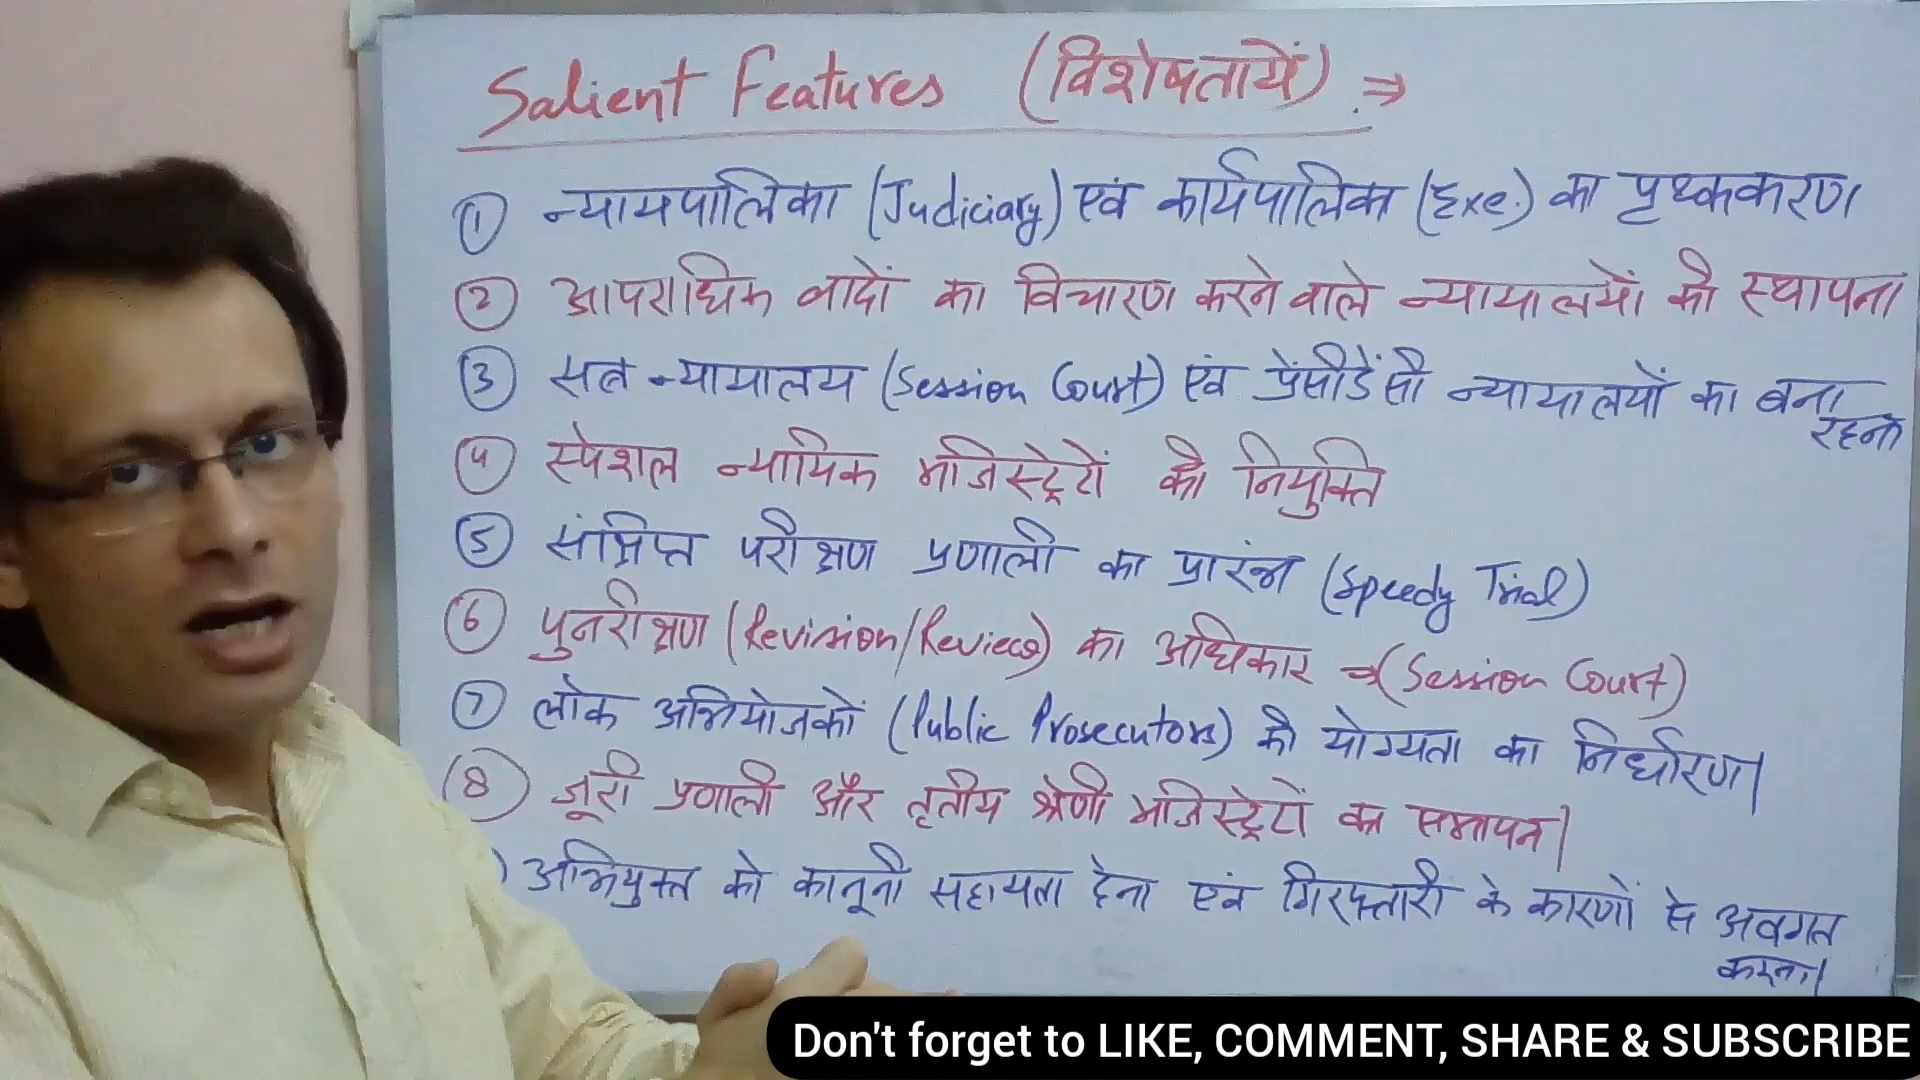 Salient Features (विशेषतायें) :⇒
① न्यायपालिका (Judiciary) एवं कार्यपालिका (Exe.) का पृथ्ककरण
② आपराधिक वादों का विचारण करने वाले न्यायालयों की स्थापना
③ सत्र न्यायालय (Session Court) एवं प्रेंसीडेंसी न्यायालयों का बना
रहना
④ स्पेशल न्यायिक मजिस्ट्रेटों की नियुक्ति
⑤ संक्षिप्त परीक्षण प्रणाली का प्रारंभ (Speedy Trial)
⑥ पुनरीक्षण (Revision/Review) का अधिकार ⇒ (Session Court)
⑦ लोक अभियोजकों (Public Prosecutors) की योग्यता का निर्धारण|
⑧ जूरी प्रणाली और तृतीय श्रेणी मजिस्ट्रेटों का समापन|
) अभियुक्त को कानूनी सहायता देना एवं गिरफ्तारी के कारणों से अवगत
करना|
Don't forget to LIKE, COMMENT, SHARE & SUBSCRIBE